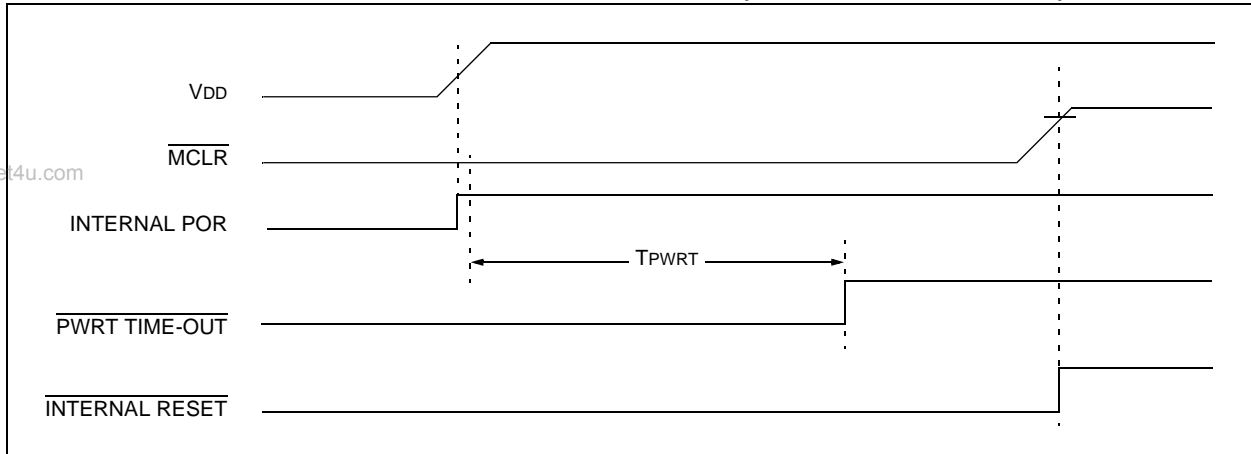 VDD
MCLR
et4u.com
INTERNAL POR
TPWRT
PWRT TIME-OUT
INTERNAL RESET